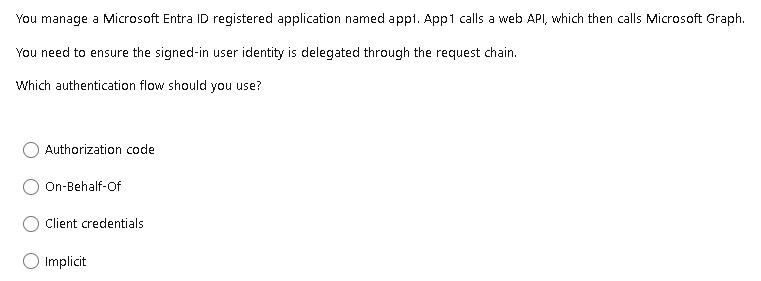 You manage a Microsoft Entra ID registered application named app1. App1 calls a web API, which then calls Microsoft Graph.
You need to ensure the signed-in user identity is delegated through the request chain.
Which authentication flow should you use?
Authorization code
On-Behalf-Of
Client credentials
Implicit